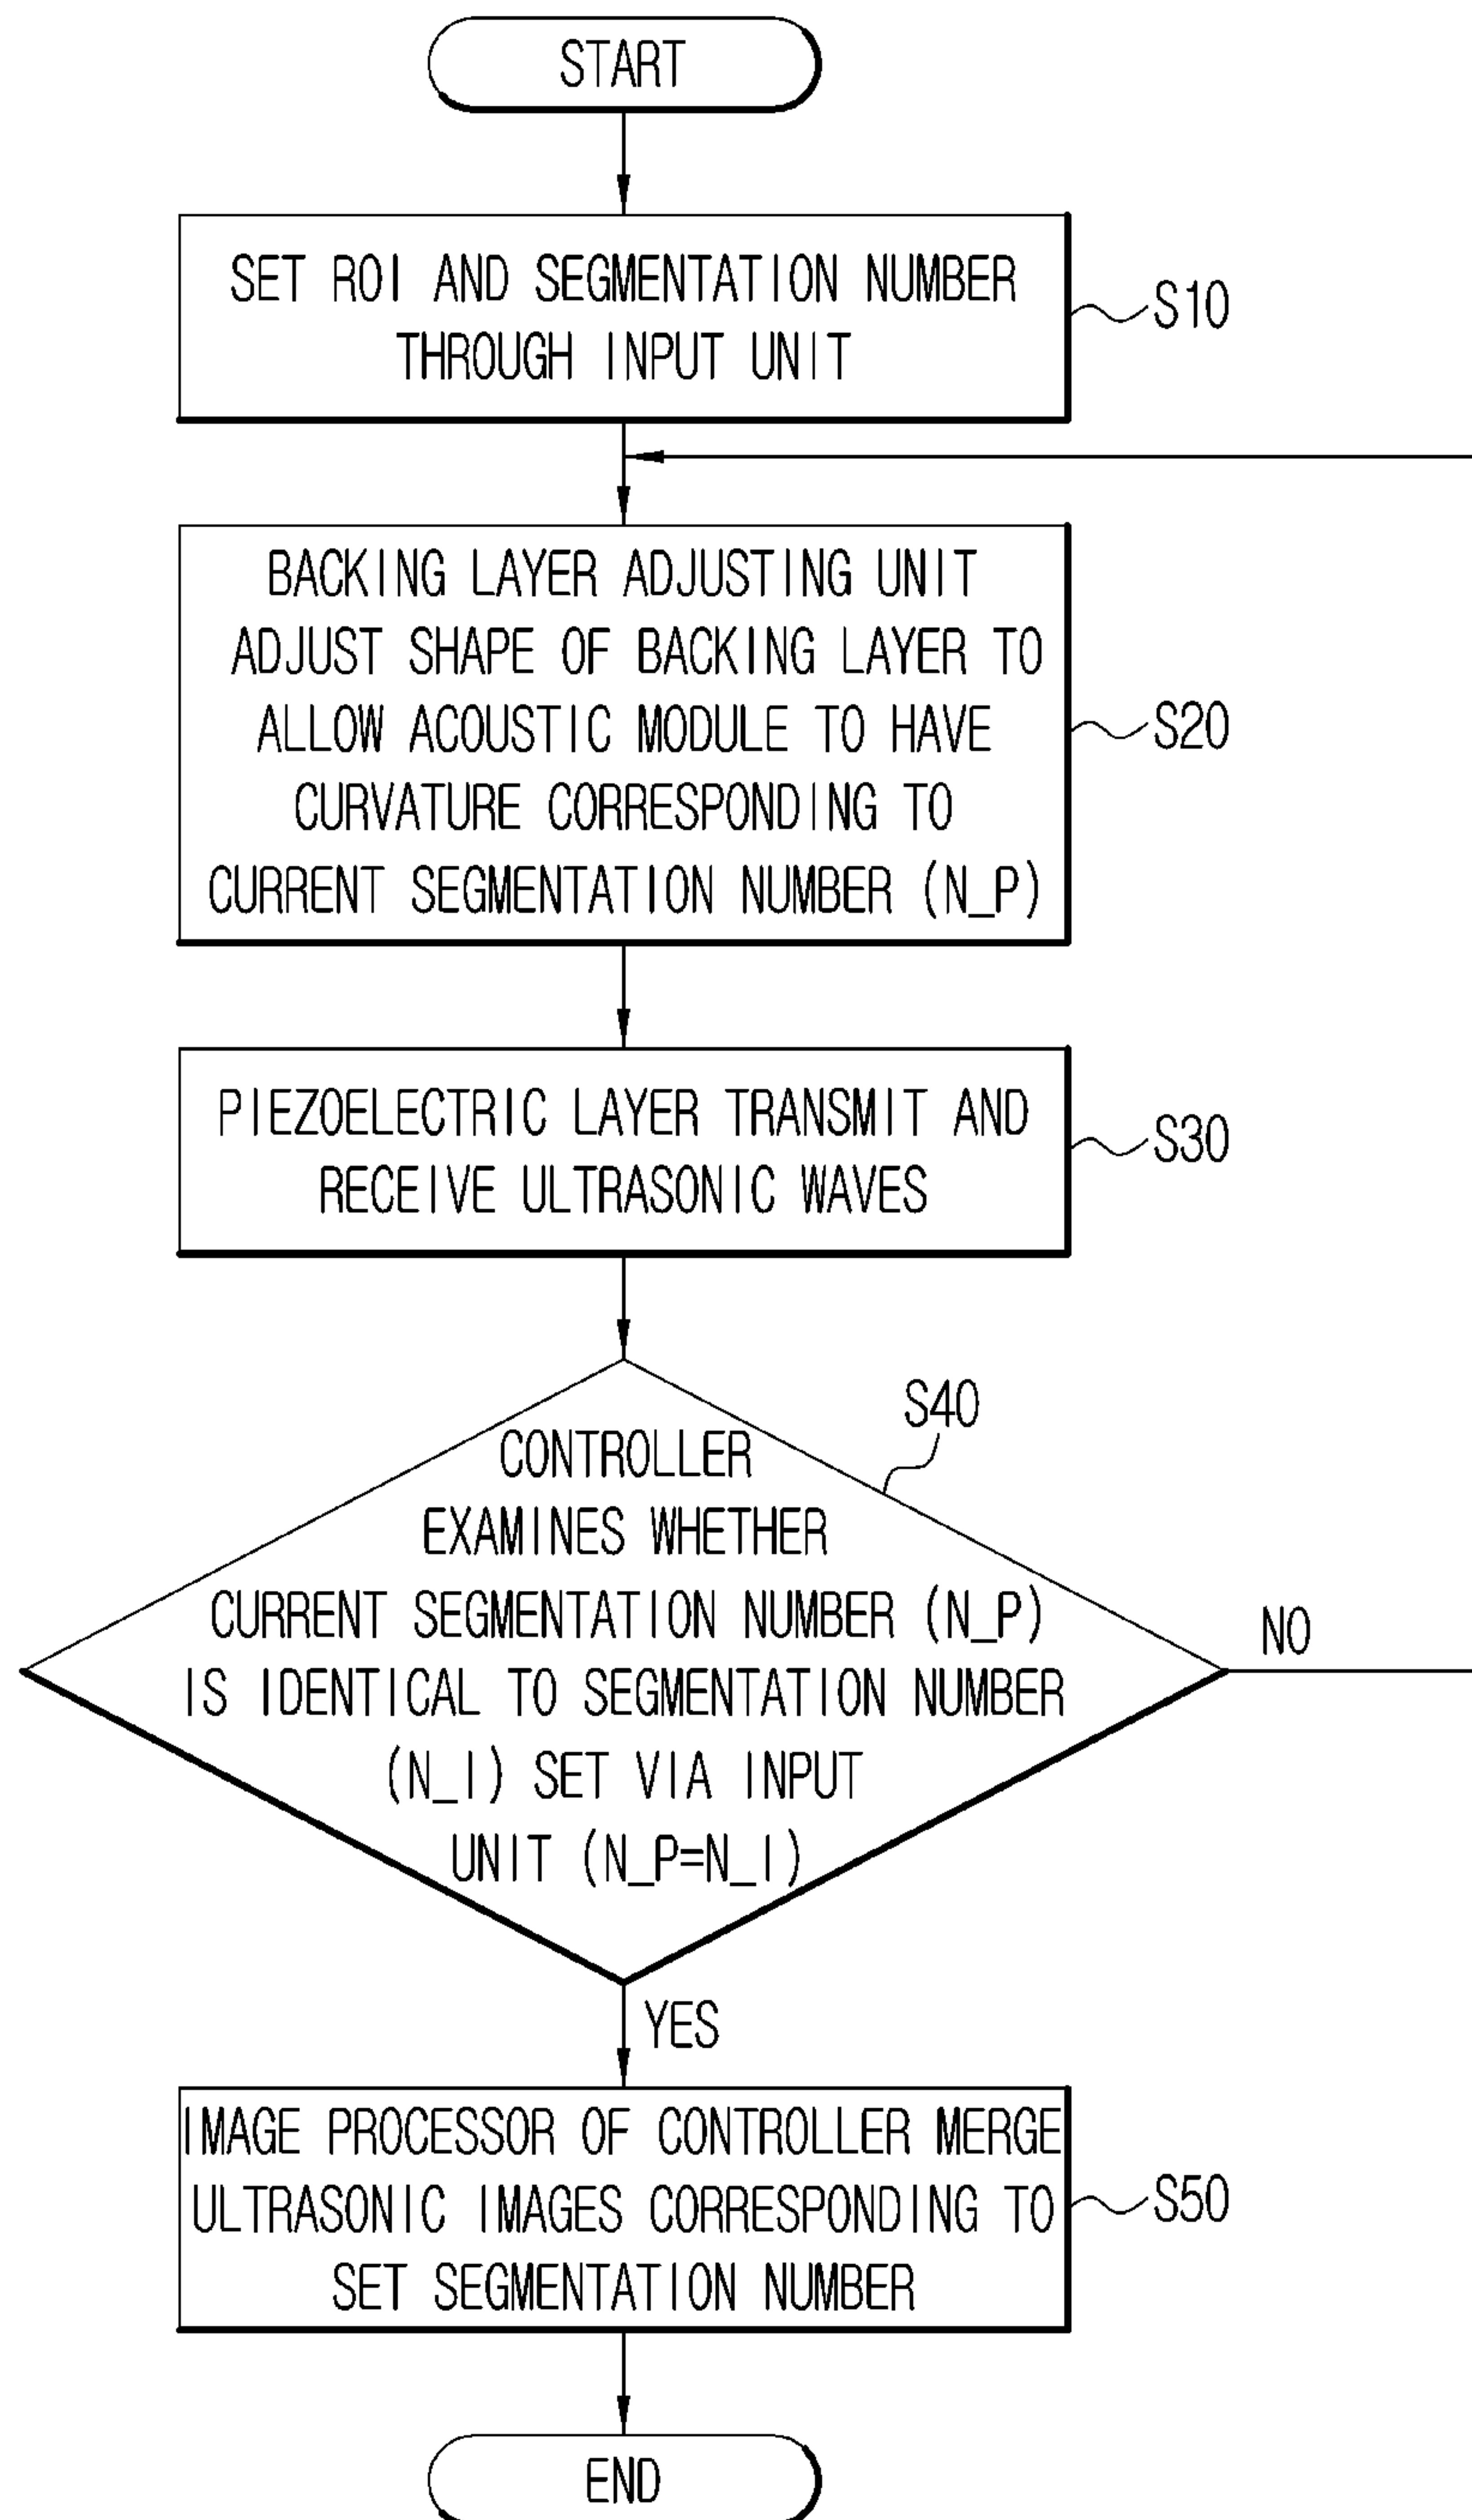 START
SET ROI AND SEGMENTATION NUMBER
THROUGH INPUT UNIT
S10
BACKING LAYER ADJUSTING UNIT
ADJUST SHAPE OF BACKING LAYER TO
ALLOW ACOUSTIC MODULE TO HAVE
CURVATURE CORRESPONDING TO
CURRENT SEGMENTATION NUMBER (N_P)
S20
PIEZOELECTRIC LAYER TRANSMIT AND
RECEIVE ULTRASONIC WAVES
S30
S40
CONTROLLER
EXAMINES WHETHER
CURRENT SEGMENTATION NUMBER (N_P)
IS IDENTICAL TO SEGMENTATION NUMBER
(N_I) SET VIA INPUT
UNIT (N_P=N_I)
NO
YES
IMAGE PROCESSOR OF CONTROLLER MERGE
ULTRASONIC IMAGES CORRESPONDING TO
SET SEGMENTATION NUMBER
S50
END